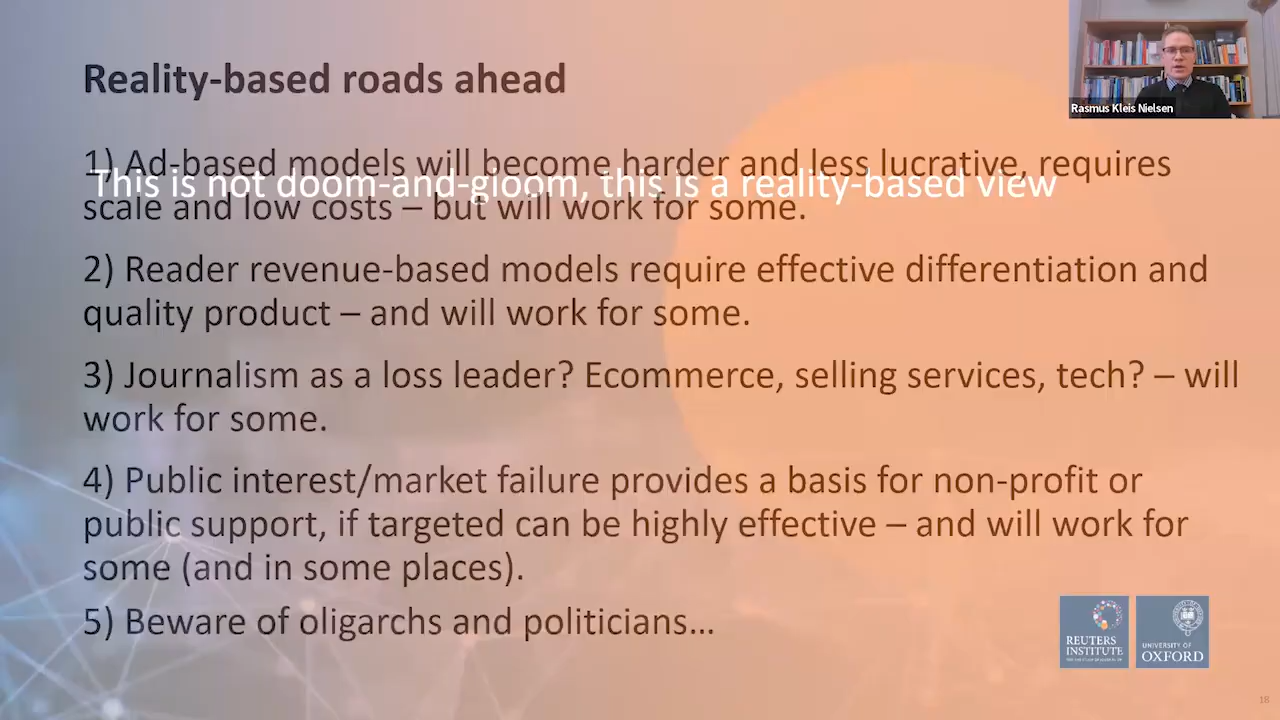 Rasmus Kleis Nielsen
Reality-based roads ahead
1) Ad-based models will become harder and less lucrative, requires
This is not doom-and-gloom, this is a reality-based view
scale and low costs – but will work for some.
2) Reader revenue-based models require effective differentiation and
quality product – and will work for some.
3) Journalism as a loss leader? Ecommerce, selling services, tech? – will
work for some.
4) Public interest/market failure provides a basis for non-profit or
public support, if targeted can be highly effective – and will work for
some (and in some places).
5) Beware of oligarchs and politicians...
REUTERS
INSTITUTE
UNIVERSITY OF
OXFORD
18